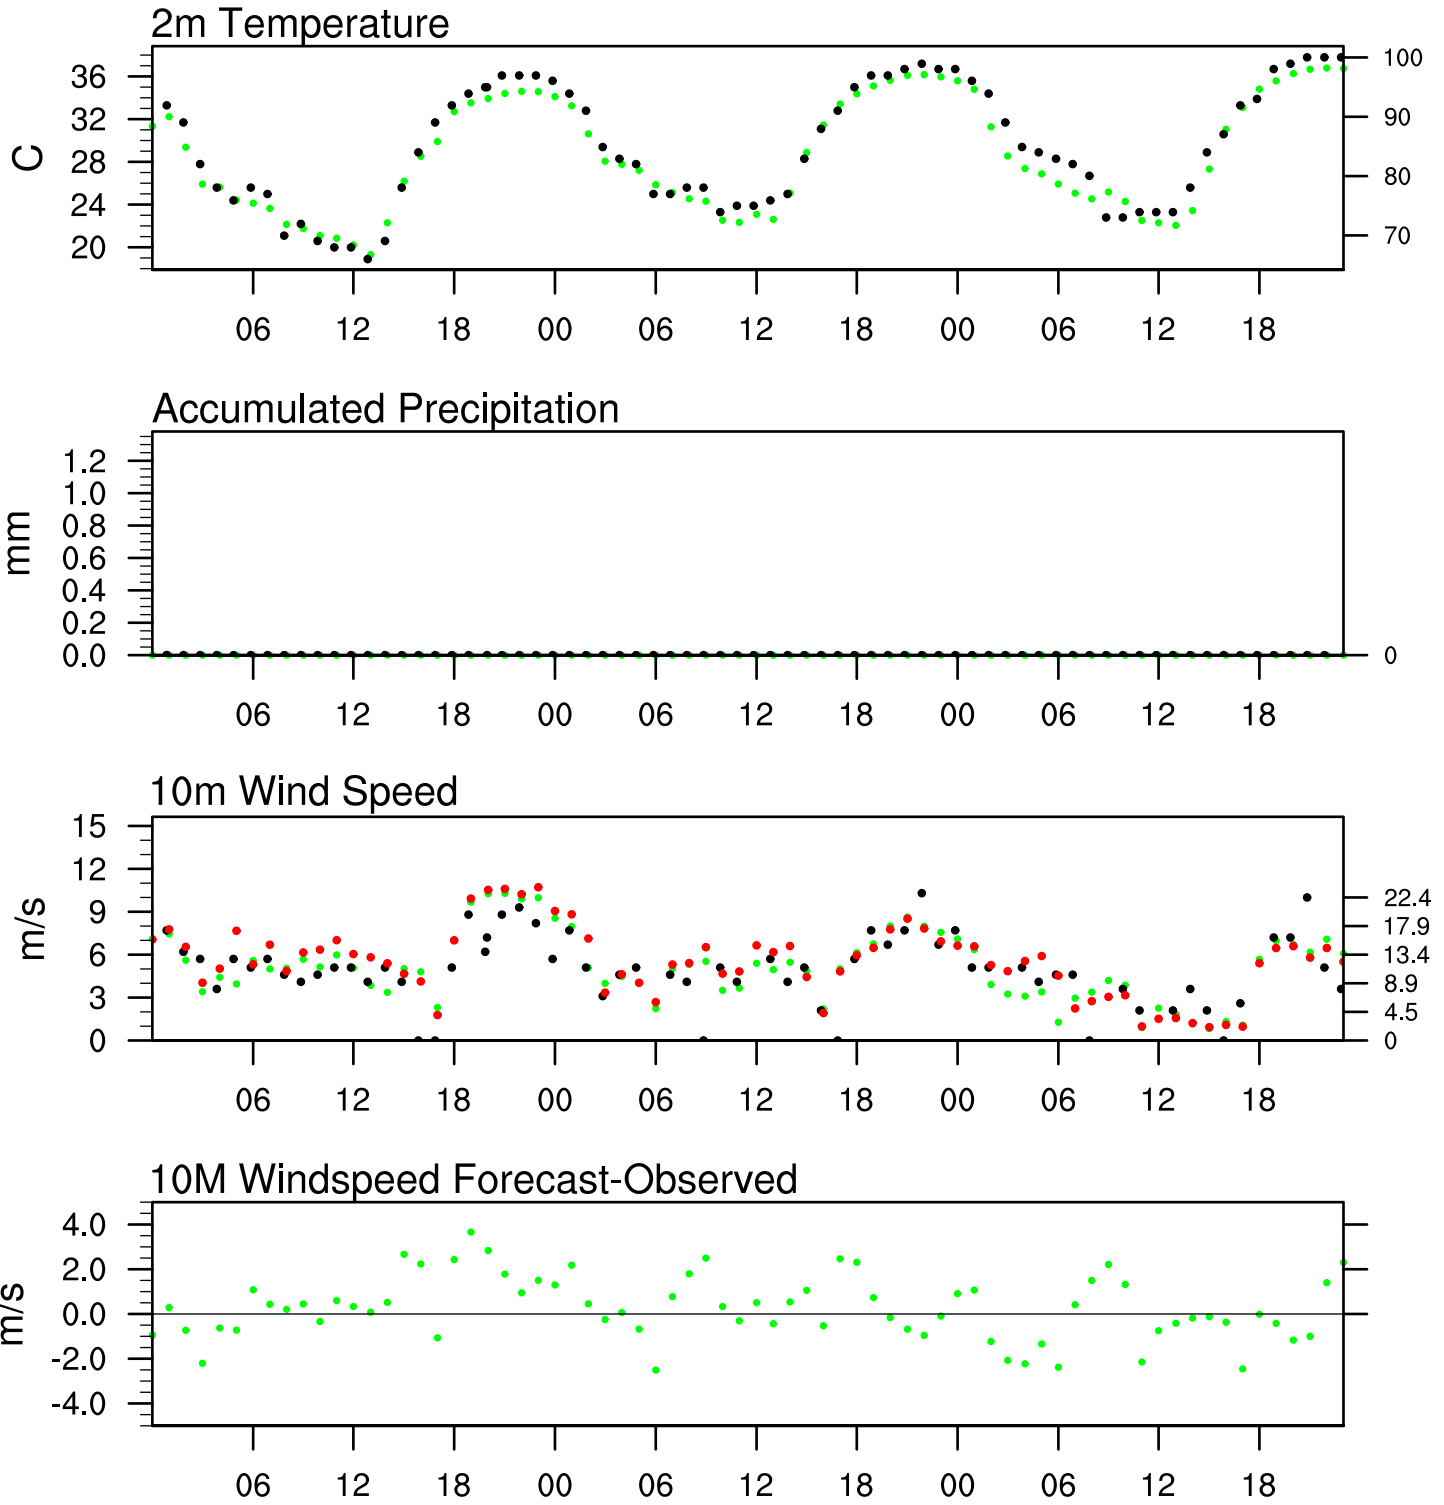 2m Temperature
C
36
32
28
24
20
100
90
80
70
06 12 18 00 06 12 18 00 06 12 18
Accumulated Precipitation
mm
1.2
1.0
0.8
0.6
0.4
0.2
0.0
0
06 12 18 00 06 12 18 00 06 12 18
10m Wind Speed
m/s
15
12
9
6
3
0
22.4
17.9
13.4
8.9
4.5
0
06 12 18 00 06 12 18 00 06 12 18
10M Windspeed Forecast-Observed
m/s
4.0
2.0
0.0
-2.0
-4.0
06 12 18 00 06 12 18 00 06 12 18